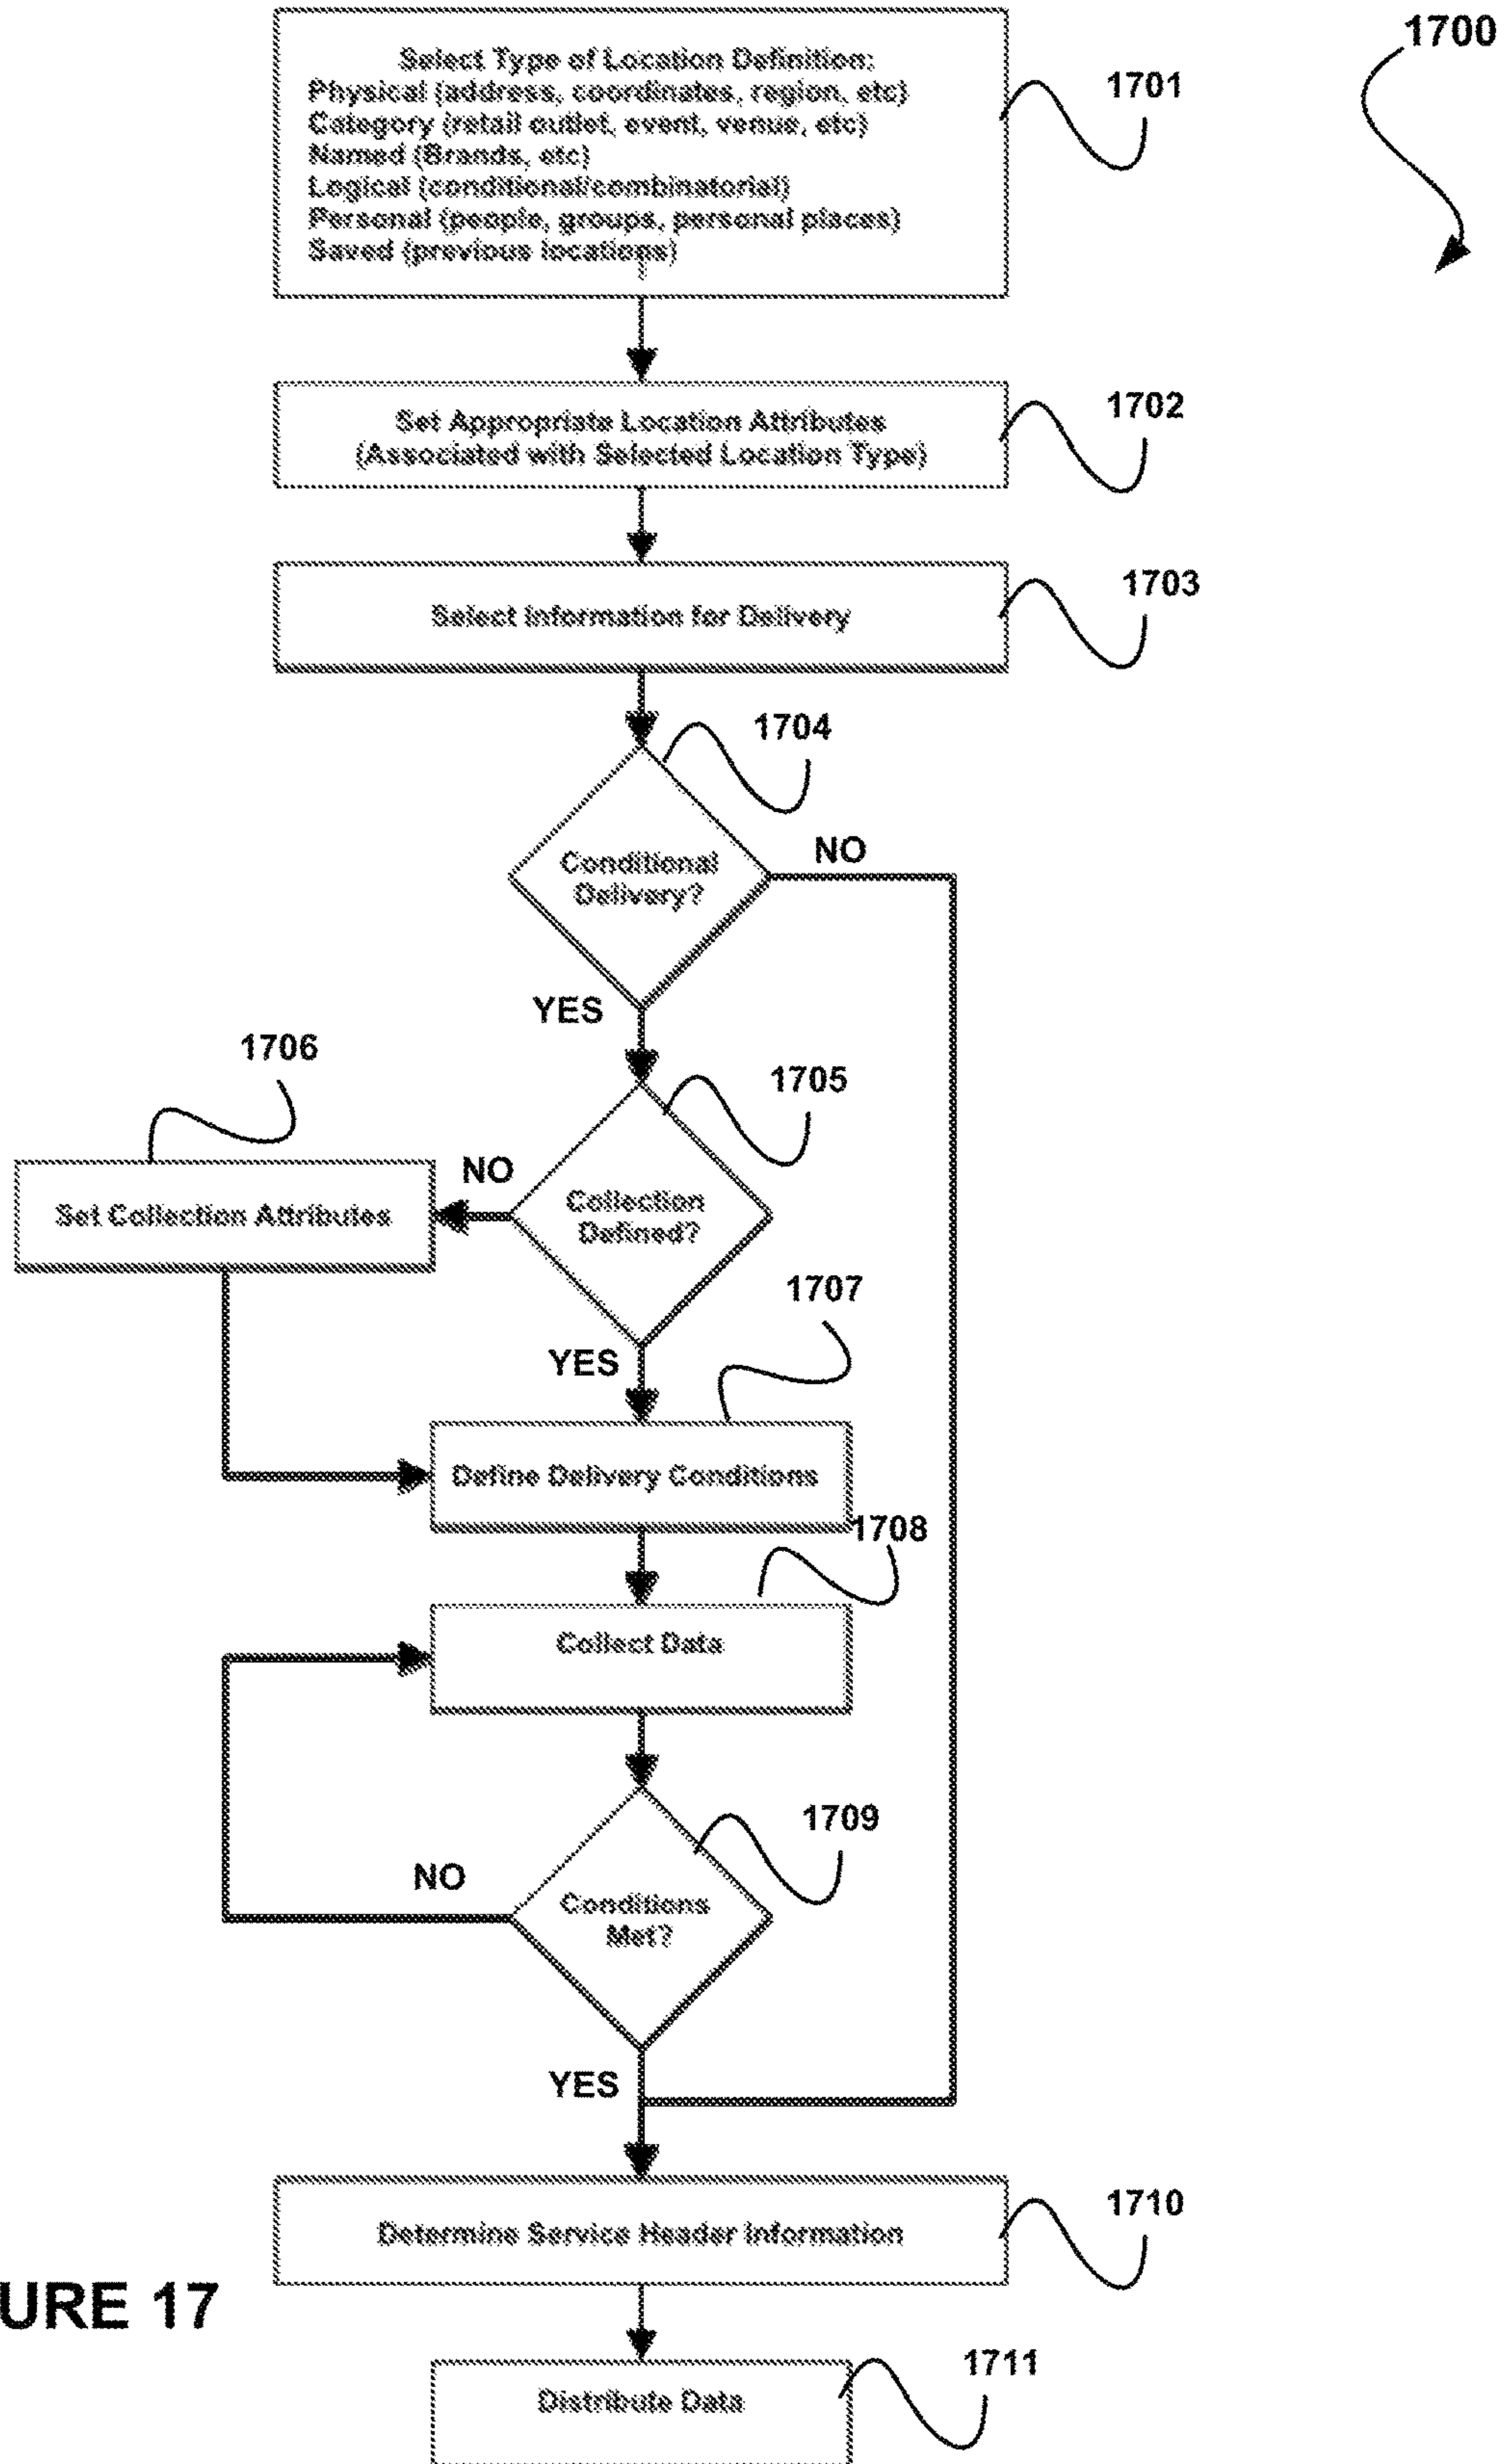 1700
Select Type of Location Definition:
Physical (address, coordinates, region, etc)
Category (retail outlet, event, venue, etc)
Named (Brands, etc)
Logical (conditional/combinatorial)
Personal (people, groups, personal places)
Saved (previous locations)
1701
Set Appropriate Location Attributes
(Associated with Selected Location Type)
1702
Select Information for Delivery
1703
1704
Conditional
Delivery?
NO
YES
1705
1706
Collection
Defined?
NO
Set Collection Attributes
YES
1707
Define Delivery Conditions
1708
Collect Data
1709
Conditions
Met?
NO
YES
Determine Service Header Information
1710
URE 17
Distribute Data
1711